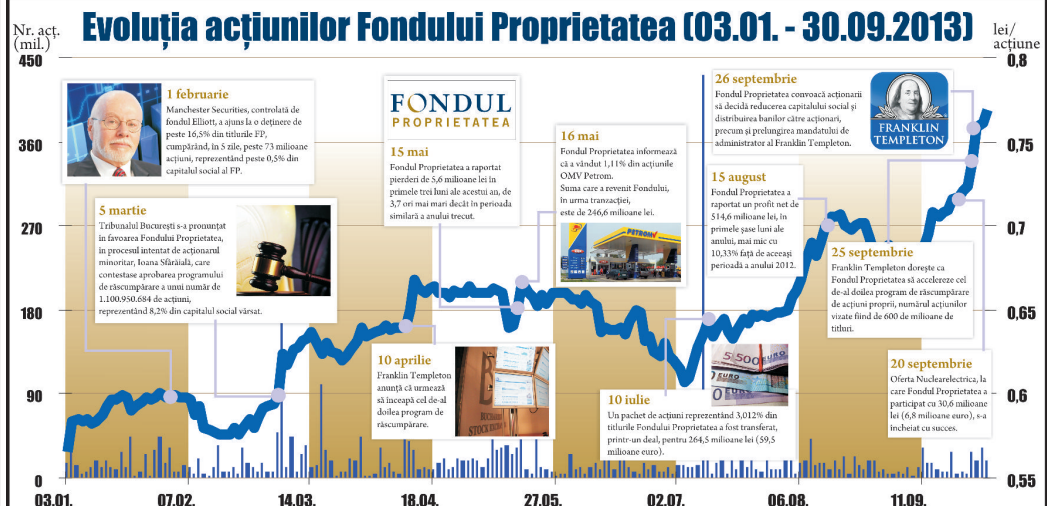 Evoluția acțiunilor Fondului Proprietatea (03.01. - 30.09.2013)
Nr. acț.
(mil.)
lei/
acțiune
450
360
270
180
90
0
0,8
0,75
0,7
0,65
0,6
0,55
1 februarie
Manchester Securities, controlată de
fondul Elliott, a ajuns la o deținere de
peste 16,5% din titlurile FP,
cumpărând, în 5 zile, peste 73 milioane
acțiuni, reprezentând peste 0,5% din
capitalul social al FP.
5 martie
Tribunalul București s-a pronunțat
în favoarea Fondului Proprietatea,
în procesul intentat de acționarul
minoritar, Ioana Sfârâială, care
contestase aprobarea programului
de răscumpărare a unui număr de
1.100.950.684 de acțiuni,
reprezentând 8,2% din capitalul social vărsat.
FONDUL
PROPRIETATEA
15 mai
Fondul Proprietatea a raportat
pierderi de 5,6 milioane lei în
primele trei luni ale acestui an, de
3,7 ori mai mari decât în perioada
similară a anului trecut.
10 aprilie
Franklin Templeton
anunță că urmează
să înceapă cel de-al
doilea program de
răscumpărare.
16 mai
Fondul Proprietatea informează
că a vândut 1,11% din acțiunile
OMV Petrom.
Suma care a revenit Fondului,
în urma tranzacției,
este de 246,6 milioane lei.
PETROM
10 iulie
Un pachet de acțiuni reprezentând 3,012% din
titlurile Fondului Proprietatea a fost transferat,
printr-un deal, pentru 264,5 milioane lei (59,5
milioane euro).
26 septembrie
Fondul Proprietatea convoacă acționarii
să decidă reducerea capitalului social și
distribuirea banilor către acționari,
precum și prelungirea mandatului de
administrator al Franklin Templeton.
FRANKLIN
TEMPLETON
15 august
Fondul Proprietatea a
raportat un profit net de
514,6 milioane lei, în
primele șase luni ale
anului, mai mic cu
10,33% față de aceeași
perioadă a anului 2012.
500 EURO
25 septembrie
Franklin Templeton dorește ca
Fondul Proprietatea să accelereze cel
de-al doilea program de răscumpărare
de acțiuni proprii, numărul acțiunilor
vizate fiind de 600 de milioane de
titluri.
20 septembrie
Oferta Nuclearelectrica, la
care Fondul Proprietatea a
participat cu 30,6 milioane
lei (6,8 milioane euro), s-a
încheiat cu succes.
03.01.
07.02.
14.03.
18.04.
27.05.
02.07.
06.08.
11.09.